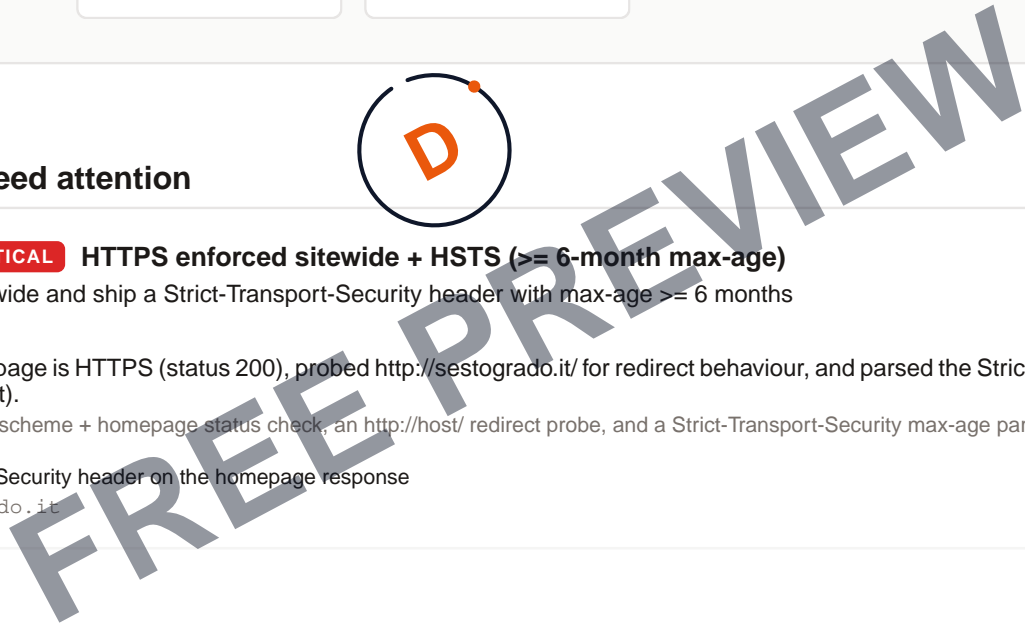 D
eed attention
TICAL HTTPS enforced sitewide + HSTS (>= 6-month max-age)
wide and ship a Strict-Transport-Security header with max-age >= 6 months
page is HTTPS (status 200), probed http://sestogrado.it/ for redirect behaviour, and parsed the Stric
t).
scheme + homepage status check, an http://host/ redirect probe, and a Strict-Transport-Security max-age par
Security header on the homepage response
do.it
FREE PREVIEW